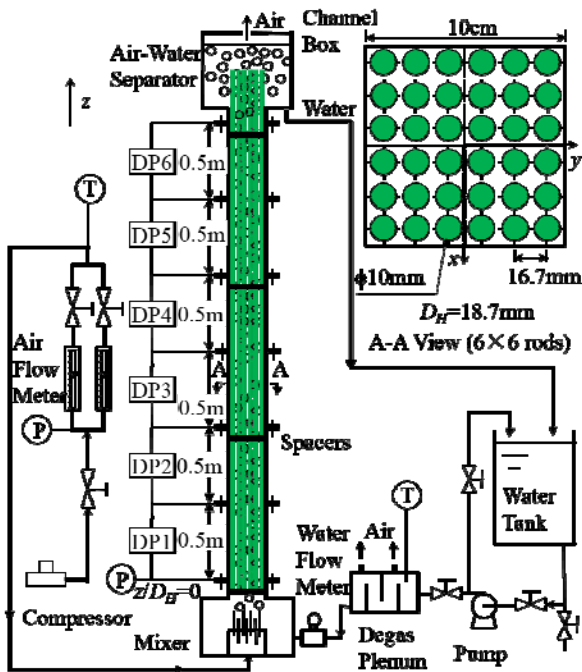 Air
Channel
Box
Air-Water
Separator
Water
z
10cm
y
x
ϕ10mm
16.7mm
D_H=18.7mm
A-A View (6×6 rods)
DP6 0.5m
DP5 0.5m
DP4 0.5m
A A
DP3 0.5m
DP2 0.5m
DP1 0.5m
z/D_H=0
T
Air
Flow
Meter
P
P
Compressor
Mixer
Spacers
Water
Flow
Meter
Air
T
Degas
Plenum
Pump
Water
Tank